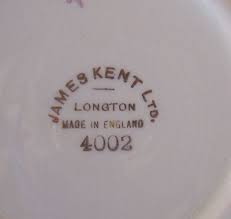 JAMES KENT LTD.
LONGTON
MADE IN ENGLAND
4002